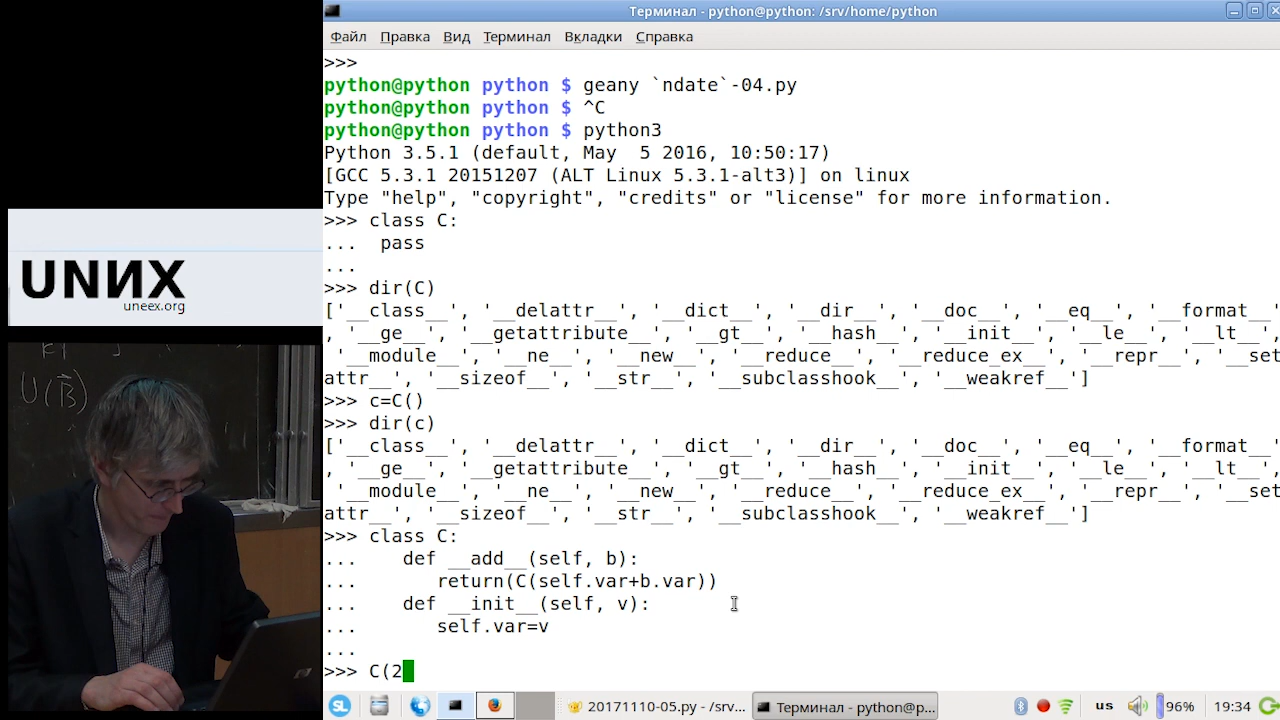 Терминал - python@python: /srv/home/python
Файл Правка Вид Терминал Вкладки Справка
>>>
python@python python $ geany `ndate`-04.py
python@python python $ ^C
python@python python $ python3
Python 3.5.1 (default, May  5 2016, 10:50:17)
[GCC 5.3.1 20151207 (ALT Linux 5.3.1-alt3)] on linux
Type "help", "copyright", "credits" or "license" for more information.
>>> class C:
...  pass
...
>>> dir(C)
['__class__', '__delattr__', '__dict__', '__dir__', '__doc__', '__eq__', '__format__
, '__ge__', '__getattribute__', '__gt__', '__hash__', '__init__', '__le__', '__lt__',
'__module__', '__ne__', '__new__', '__reduce__', '__reduce_ex__', '__repr__', '__set
attr__', '__sizeof__', '__str__', '__subclasshook__', '__weakref__']
>>> c=C()
>>> dir(c)
['__class__', '__delattr__', '__dict__', '__dir__', '__doc__', '__eq__', '__format__
, '__ge__', '__getattribute__', '__gt__', '__hash__', '__init__', '__le__', '__lt__',
'__module__', '__ne__', '__new__', '__reduce__', '__reduce_ex__', '__repr__', '__set
attr__', '__sizeof__', '__str__', '__subclasshook__', '__weakref__']
>>> class C:
...    def __add__(self, b):
...       return(C(self.var+b.var))
...    def __init__(self, v):
...       self.var=v
...
>>> C(2
20171110-05.py - /srv... Терминал - python@p... us 96% 19:34
UNИX
uneex.org
U(B)